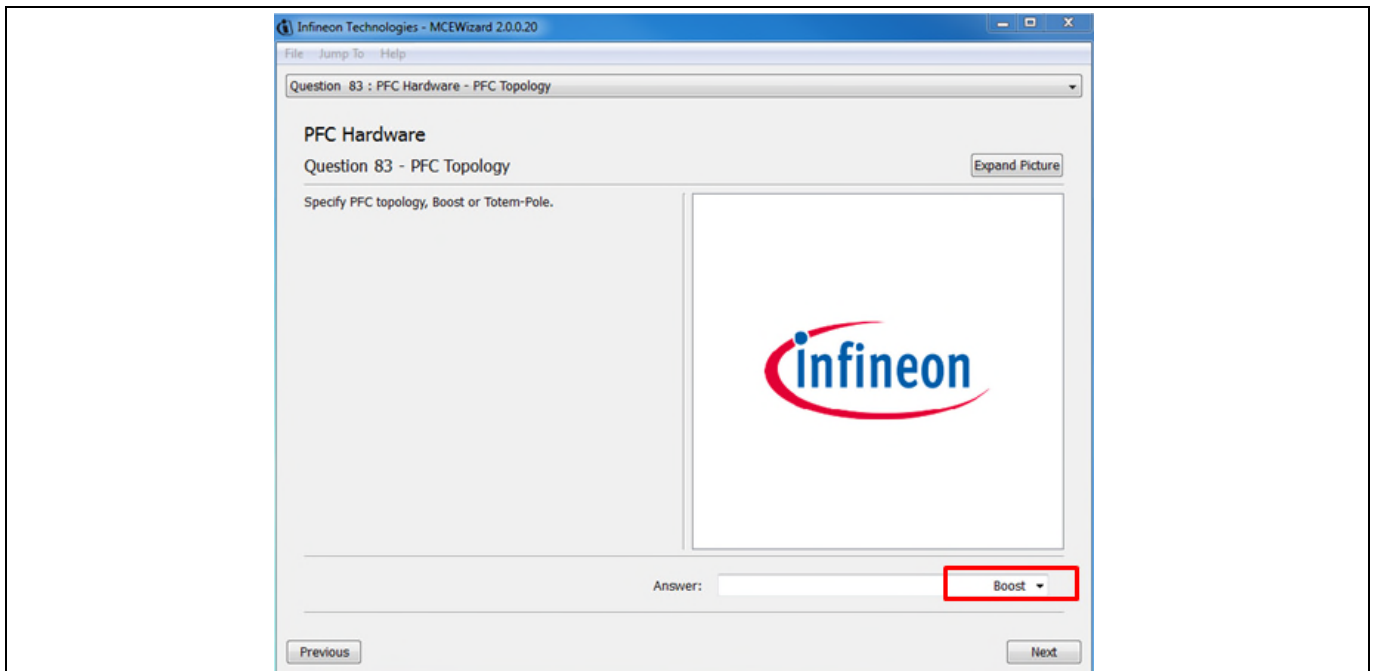 Infineon Technologies - MCEWizard 2.0.0.20
File Jump To Help
Question 83 : PFC Hardware - PFC Topology
PFC Hardware
Question 83 - PFC Topology
Expand Picture
Specify PFC topology, Boost or Totem-Pole.
infineon
Answer: Boost
Previous Next